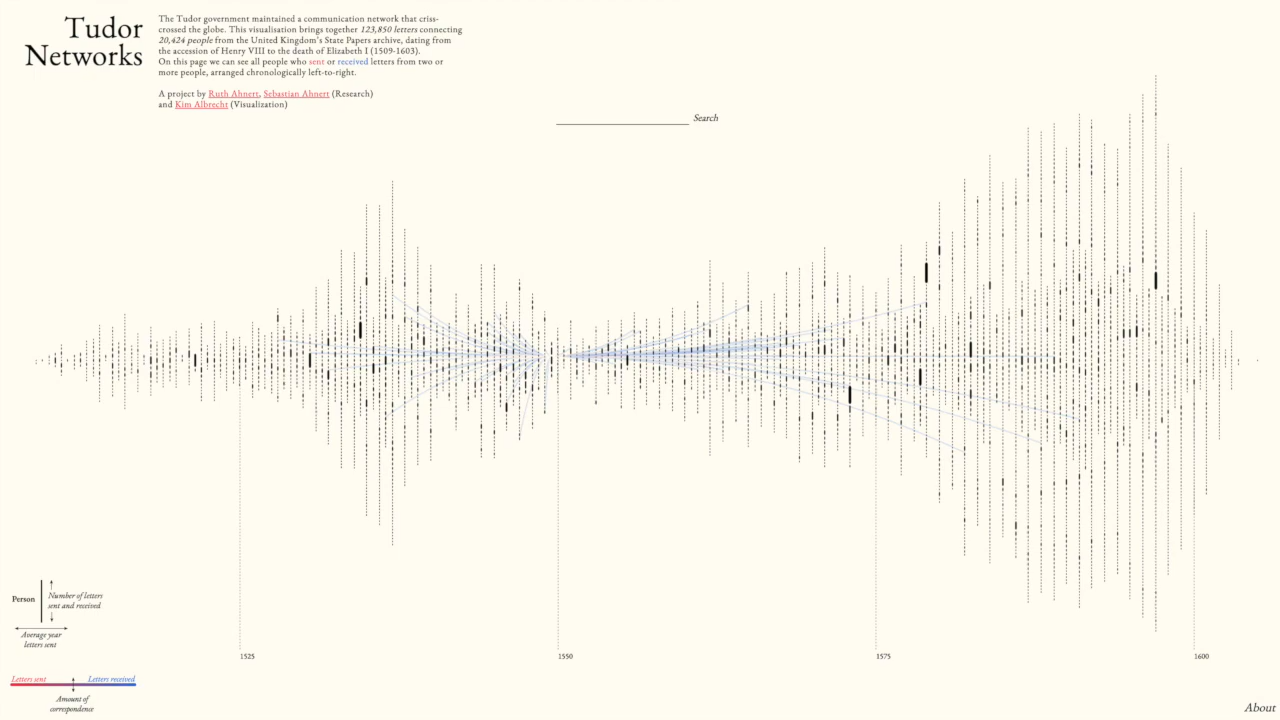 Tudor
Networks
The Tudor government maintained a communication network that criss-
crossed the globe. This visualisation brings together 123,850 letters connecting
20,424 people from the United Kingdom's State Papers archive, dating from
the accession of Henry VIII to the death of Elizabeth I (1509-1603).
On this page we can see all people who sent or received letters from two or
more people, arranged chronologically left-to-right.
A project by Ruth Ahnert, Sebastian Ahnert (Research)
and Kim Albrecht (Visualization)
Search
Person
Number of letters
sent and received
Average year
letters sent
1525
1550
1575
1600
Letters sent
Letters received
Amount of
correspondence
About